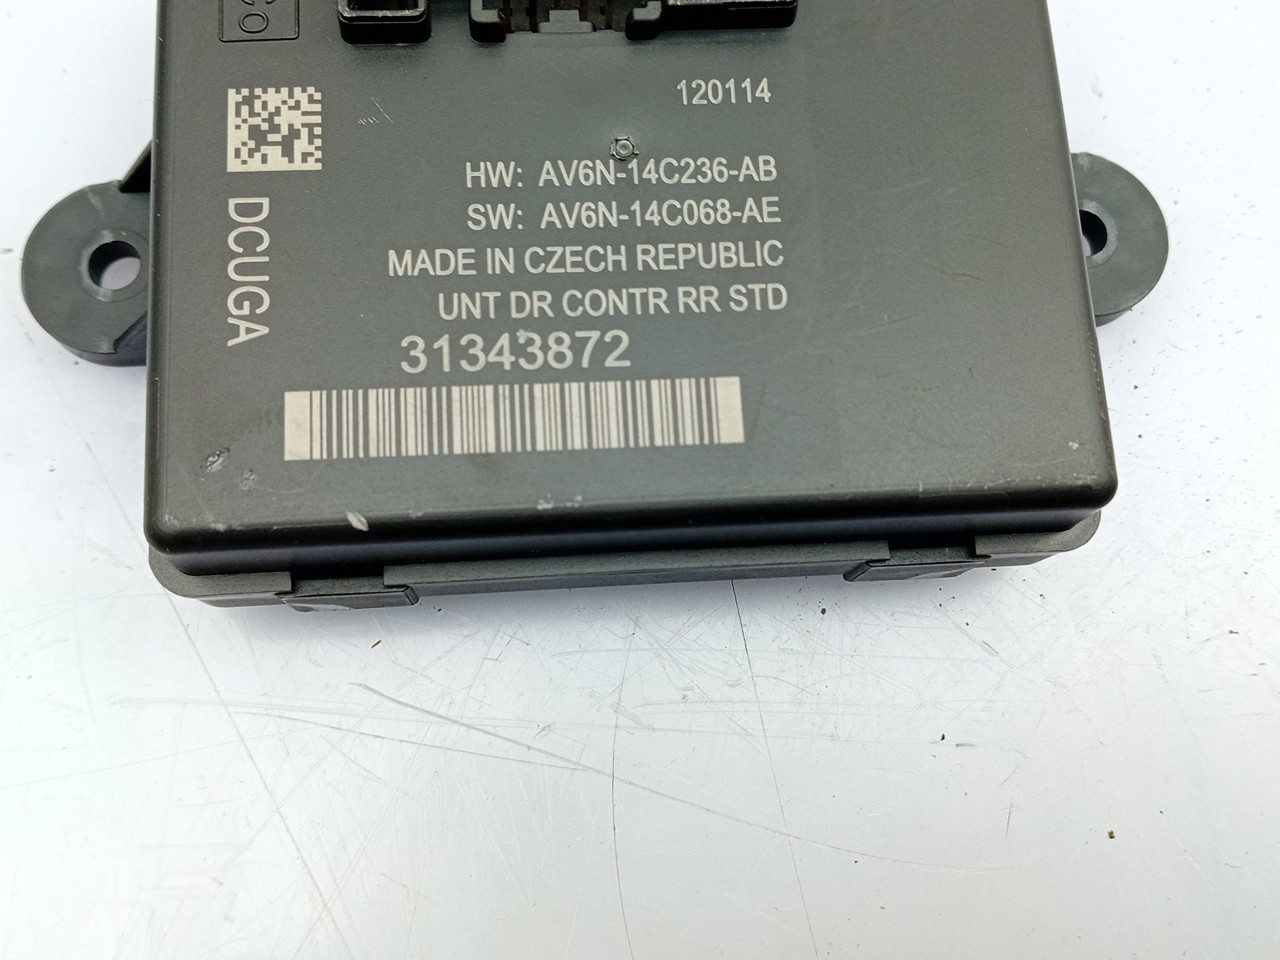 CO
120114
HW: AV6N-14C236-AB
SW: AV6N-14C068-AE
MADE IN CZECH REPUBLIC
UNT DR CONTR RR STD
31343872
DCUGA